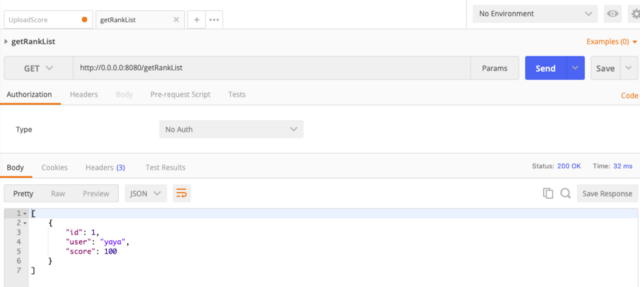 UploadScore getRankList + ••• No Environment
getRankList Examples (0)
GET http://0.0.0.0:8080/getRankList Params Send Save
Authorization Headers Body Pre-request Script Tests Code
Type No Auth
Body Cookies Headers (3) Test Results Status: 200 OK Time: 32 ms
Pretty Raw Preview JSON Save Response
1 [
2 {
3 "id": 1,
4 "user": "yaya",
5 "score": 100
6 }
7 ]